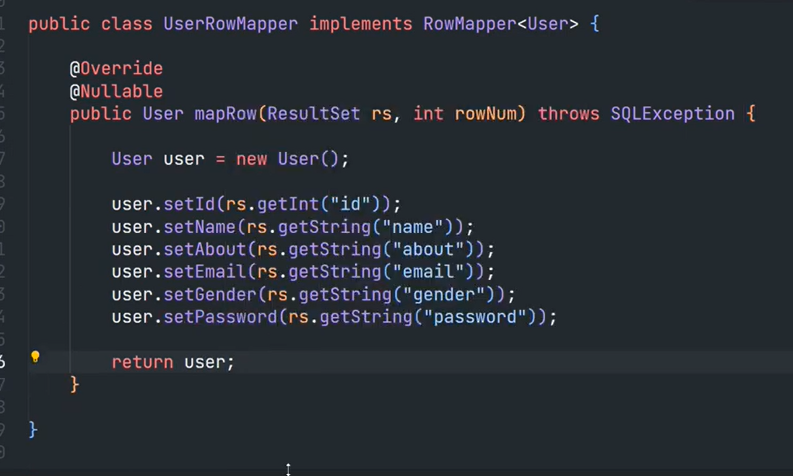 public class UserRowMapper implements RowMapper<User> {
@Override
@Nullable
public User mapRow(ResultSet rs, int rowNum) throws SQLException {
User user = new User();
user.setId(rs.getInt("id"));
user.setName(rs.getString("name"));
user.setAbout(rs.getString("about"));
user.setEmail(rs.getString("email"));
user.setGender(rs.getString("gender"));
user.setPassword(rs.getString("password"));
return user;
}
}